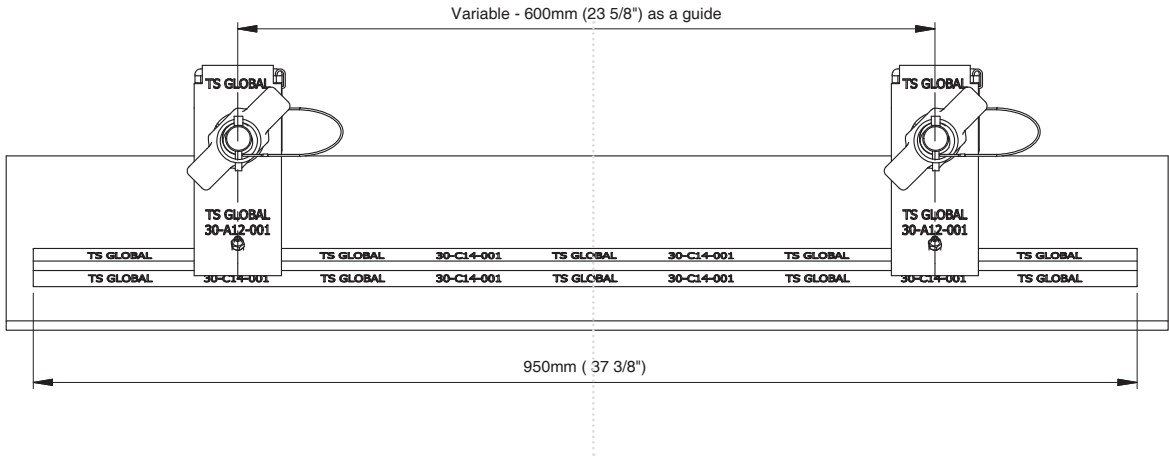 Variable - 600mm (23 5/8") as a guide
TS GLOBAL TS GLOBAL
TS GLOBAL TS GLOBAL
30-A12-001 30-A12-001
TS GLOBAL TS GLOBAL 30-C14-001 TS GLOBAL 30-C14-001 TS GLOBAL TS GLOBAL
TS GLOBAL 30-C14-001 TS GLOBAL 30-C14-001 TS GLOBAL 30-C14-001 TS GLOBAL 30-C14-001 TS GLOBAL
950mm ( 37 3/8")